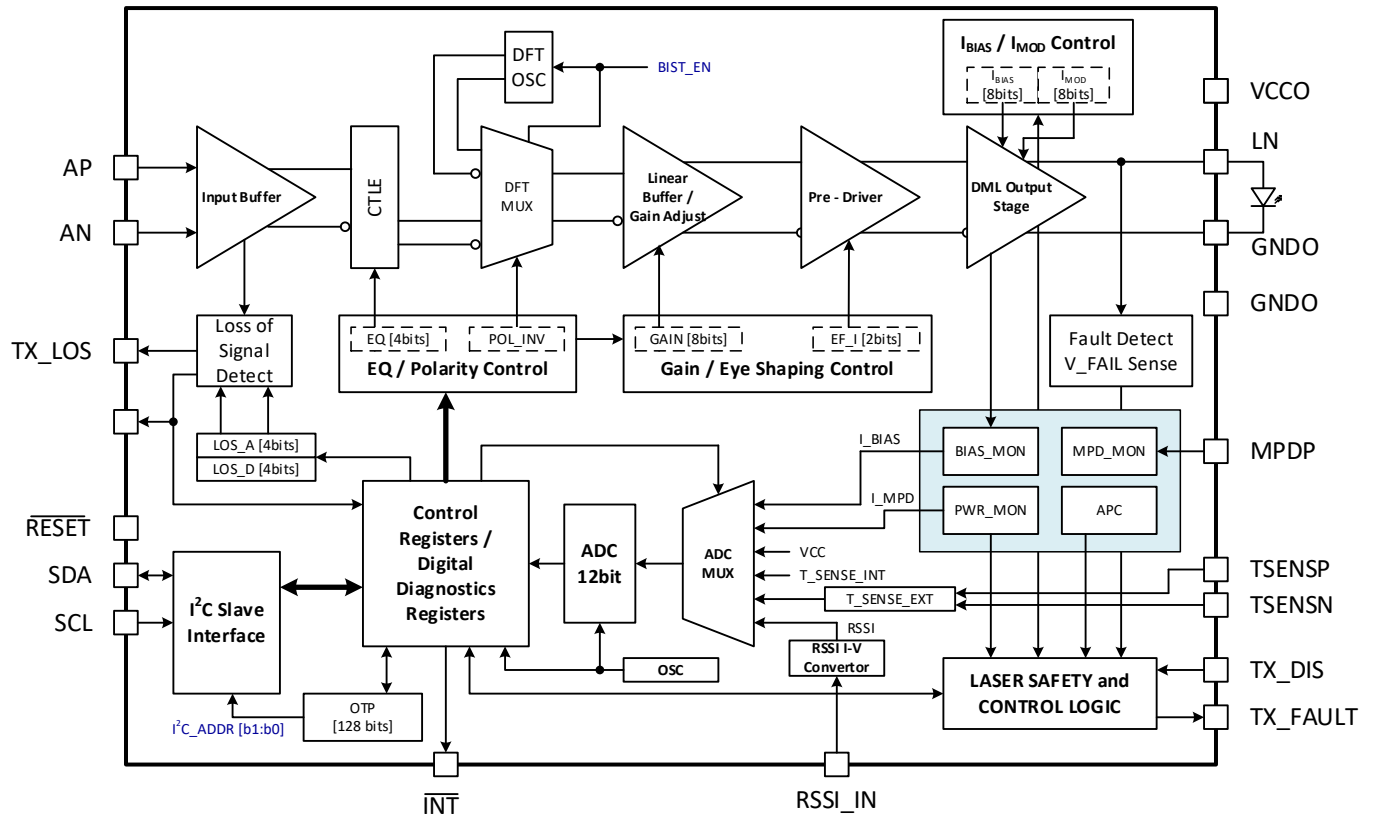 I_BIAS / I_MOD Control
I_BIAS
[8bits]
I_MOD
[8bits]
DFT
OSC
BIST_EN
VCCO
LN
AP
AN
Input Buffer
CTLE
DFT
MUX
Linear
Buffer /
Gain Adjust
Pre - Driver
DML Output
Stage
GNDO
GNDO
TX_LOS
Loss of
Signal
Detect
EQ [4bits]
POL_INV
EQ / Polarity Control
GAIN [8bits]
EF_I [2bits]
Gain / Eye Shaping Control
Fault Detect
V_FAIL Sense
LOS_A [4bits]
LOS_D [4bits]
I_BIAS
BIAS_MON
MPD_MON
MPDP
I_MPD
PWR_MON
APC
RESET
SDA
SCL
I²C Slave
Interface
Control
Registers /
Digital
Diagnostics
Registers
ADC
12bit
ADC
MUX
VCC
T_SENSE_INT
T_SENSE_EXT
TSENSP
TSENSN
RSSI
RSSI I-V
Convertor
OSC
OTP
[128 bits]
I²C_ADDR [b1:b0]
LASER SAFETY and
CONTROL LOGIC
TX_DIS
TX_FAULT
INT
RSSI_IN